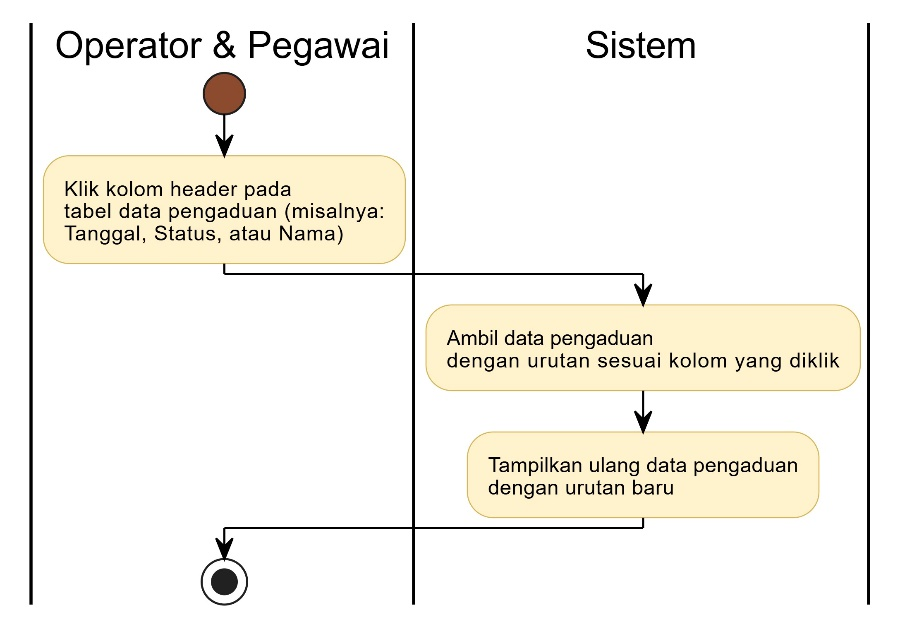 Operator & Pegawai
Sistem
Klik kolom header pada
tabel data pengaduan (misalnya:
Tanggal, Status, atau Nama)
Ambil data pengaduan
dengan urutan sesuai kolom yang diklik
Tampilkan ulang data pengaduan
dengan urutan baru